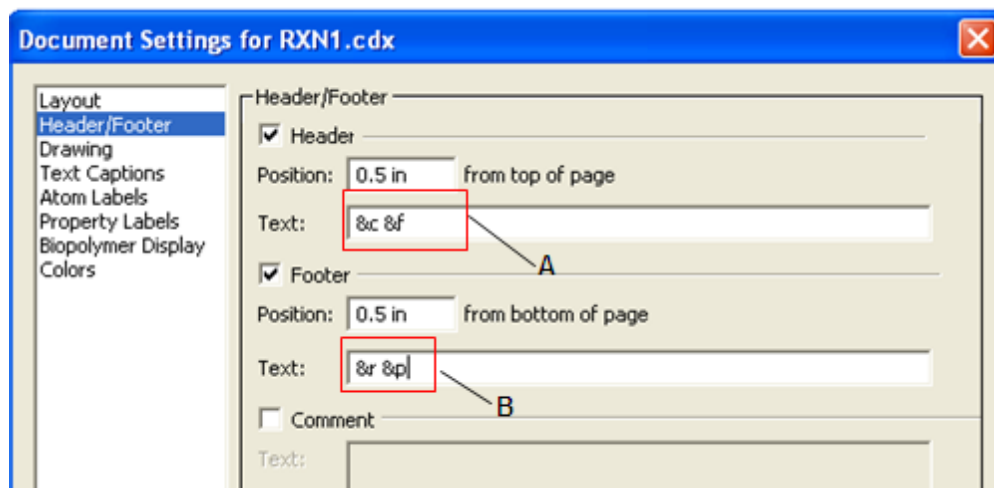 Document Settings for RXN1.cdx
Layout
Header/Footer
Drawing
Text Captions
Atom Labels
Property Labels
Biopolymer Display
Colors
Header/Footer
Header
Position: 0.5 in from top of page
Text: &c &f
A
Footer
Position: 0.5 in from bottom of page
Text: &r &p
B
Comment
Text: